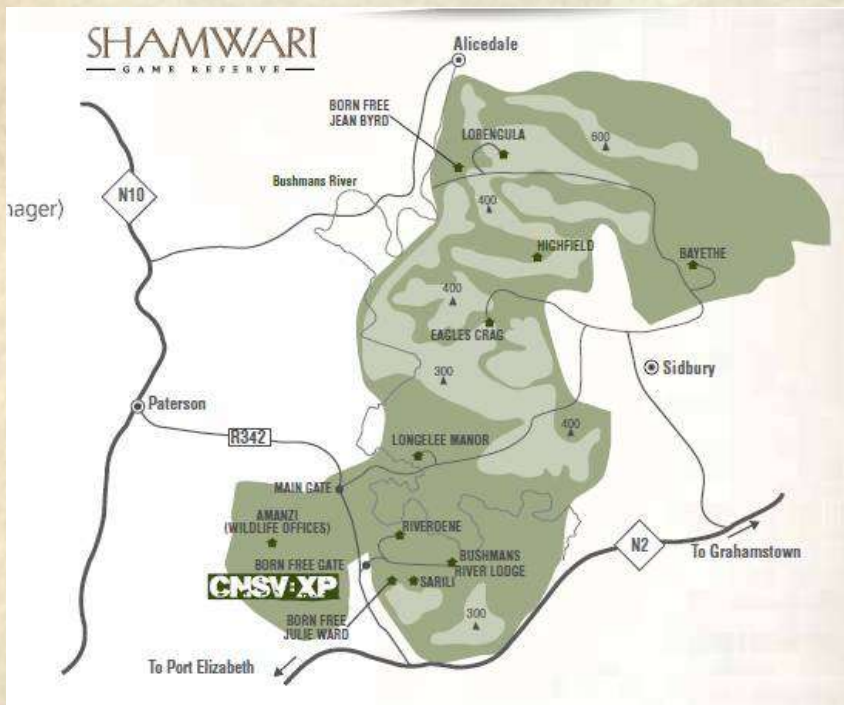 SHAMWARI
GAME RESERVE
Alicedale
BORN FREE
JEAN BYRD
LOBENGULA
600
Bushmans River
N10
nager)
400
HIGHFIELD
BAYETHE
400
EAGLES CRAG
300
Sidbury
Paterson
R342
400
LONGELEE MANOR
MAIN GATE
AMANZI
(WILDLIFE OFFICES)
RIVERDENE
N2
To Grahamstown
BORN FREE GATE
BUSHMANS
RIVER LODGE
CMSV:XP
SARILI
BORN FREE
JULIE WARD
300
To Port Elizabeth